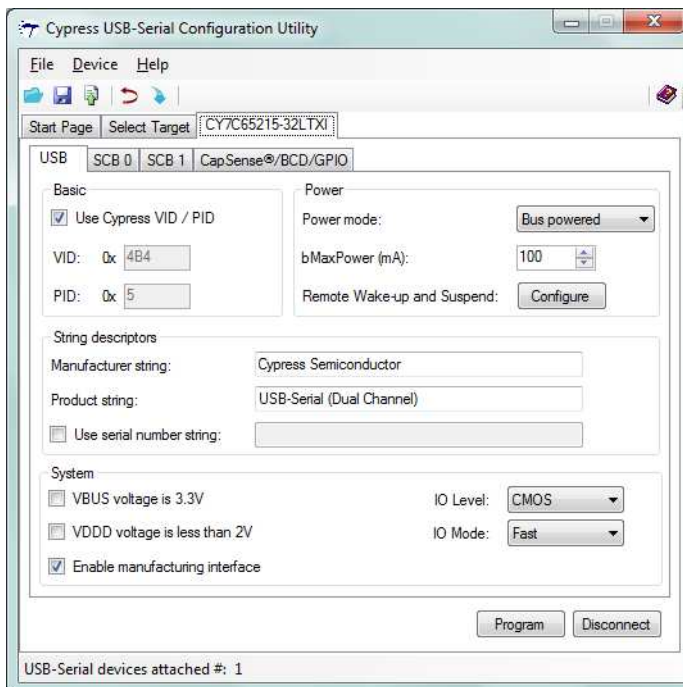 Cypress USB-Serial Configuration Utility
File Device Help
Start Page Select Target CY7C65215-32LTXI
USB SCB 0 SCB 1 CapSense®/BCD/GPIO
Basic
Use Cypress VID / PID
VID: 0x 4B4
PID: 0x 5
Power
Power mode: Bus powered
bMaxPower (mA): 100
Remote Wake-up and Suspend: Configure
String descriptors
Manufacturer string: Cypress Semiconductor
Product string: USB-Serial (Dual Channel)
Use serial number string:
System
VBUS voltage is 3.3V
VDDD voltage is less than 2V
Enable manufacturing interface
IO Level: CMOS
IO Mode: Fast
Program Disconnect
USB-Serial devices attached #: 1